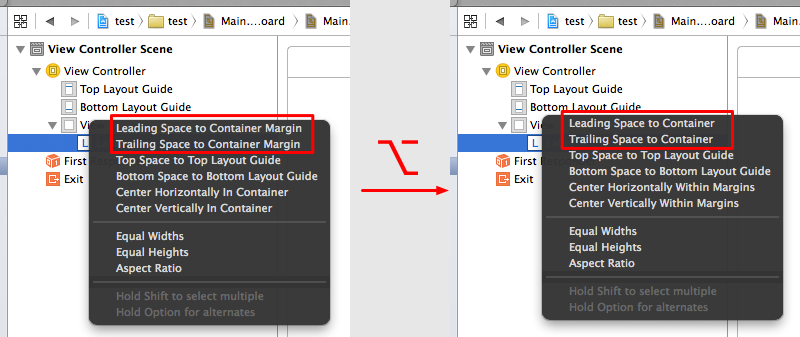 test test Main....oard
View Controller Scene
View Controller
Top Layout Guide
Bottom Layout Guide
View
L
First
Exit
Leading Space to Container Margin
Trailing Space to Container Margin
Top Space to Top Layout Guide
Bottom Space to Bottom Layout Guide
Center Horizontally In Container
Center Vertically In Container
Equal Widths
Equal Heights
Aspect Ratio
Hold Shift to select multiple
Hold Option for alternates
⌥
test test Main....oard
View Controller Scene
View Controller
Top Layout Guide
Bottom Layout Guide
View
L
First
Exit
Leading Space to Container
Trailing Space to Container
Top Space to Top Layout Guide
Bottom Space to Bottom Layout Guide
Center Horizontally Within Margins
Center Vertically Within Margins
Equal Widths
Equal Heights
Aspect Ratio
Hold Shift to select multiple
Hold Option for alternates